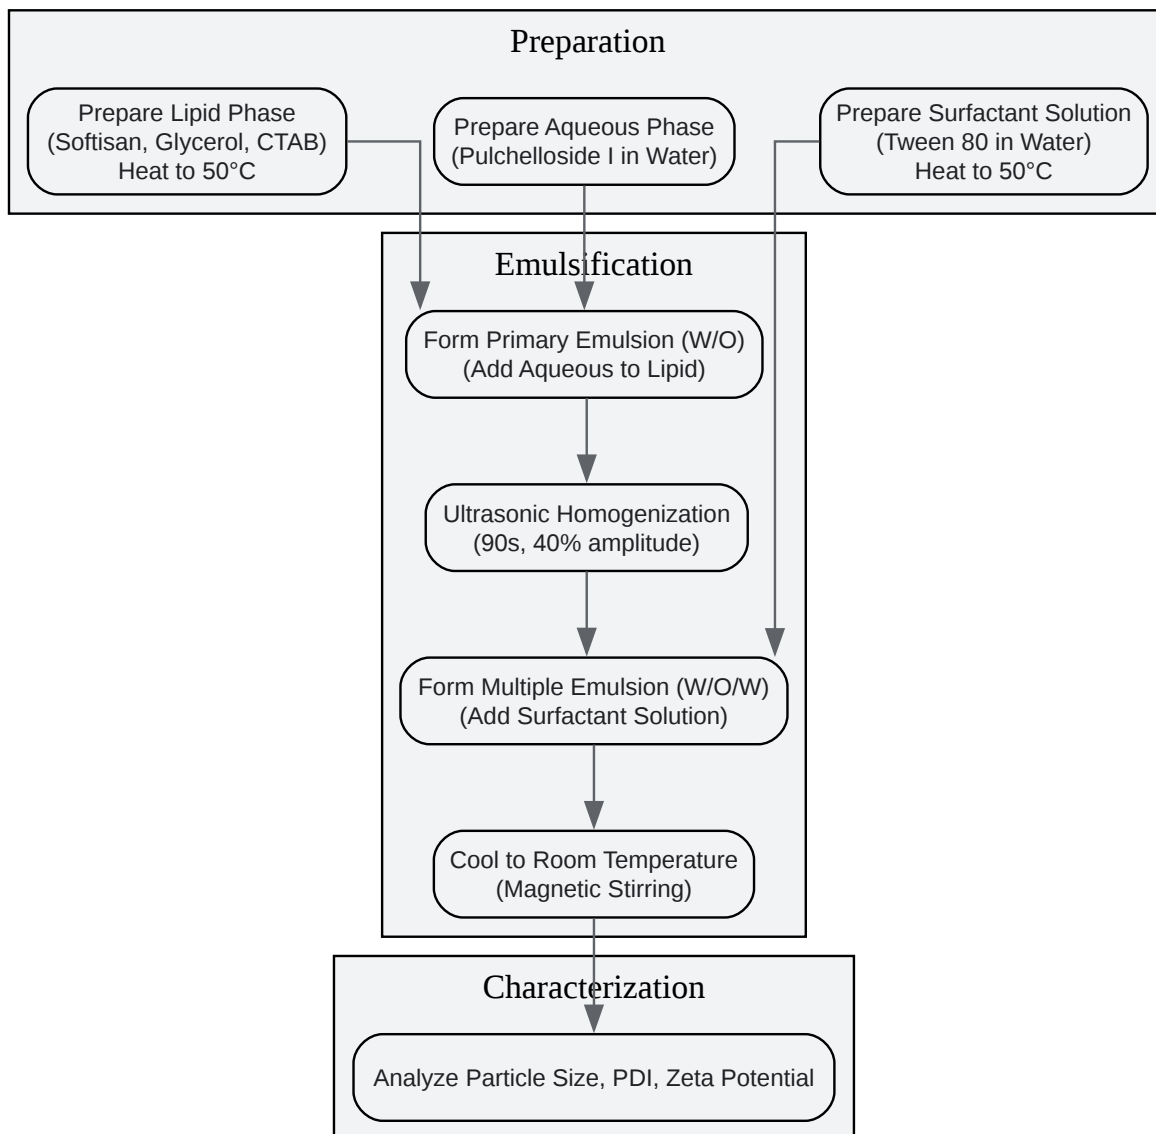 Preparation
Prepare Lipid Phase
(Softisan, Glycerol, CTAB)
Heat to 50°C
Prepare Aqueous Phase
(Pulchelloside I in Water)
Prepare Surfactant Solution
(Tween 80 in Water)
Heat to 50°C
Emulsification
Form Primary Emulsion (W/O)
(Add Aqueous to Lipid)
Ultrasonic Homogenization
(90s, 40% amplitude)
Form Multiple Emulsion (W/O/W)
(Add Surfactant Solution)
Cool to Room Temperature
(Magnetic Stirring)
Characterization
Analyze Particle Size, PDI, Zeta Potential